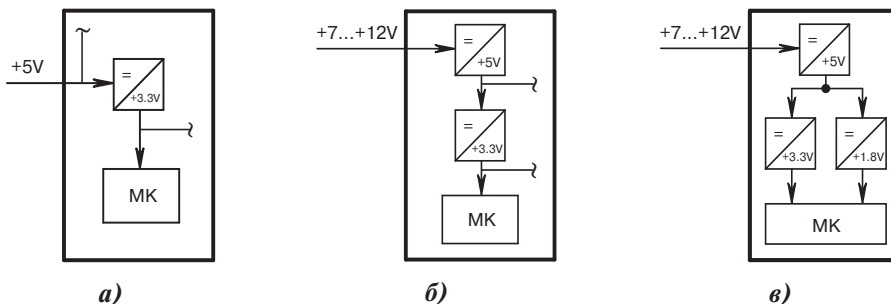 +5V
=
+3.3V
МК
а)
+7...+12V
=
+5V
=
+3.3V
МК
б)
+7...+12V
=
+5V
=
+3.3V
=
+1.8V
МК
в)